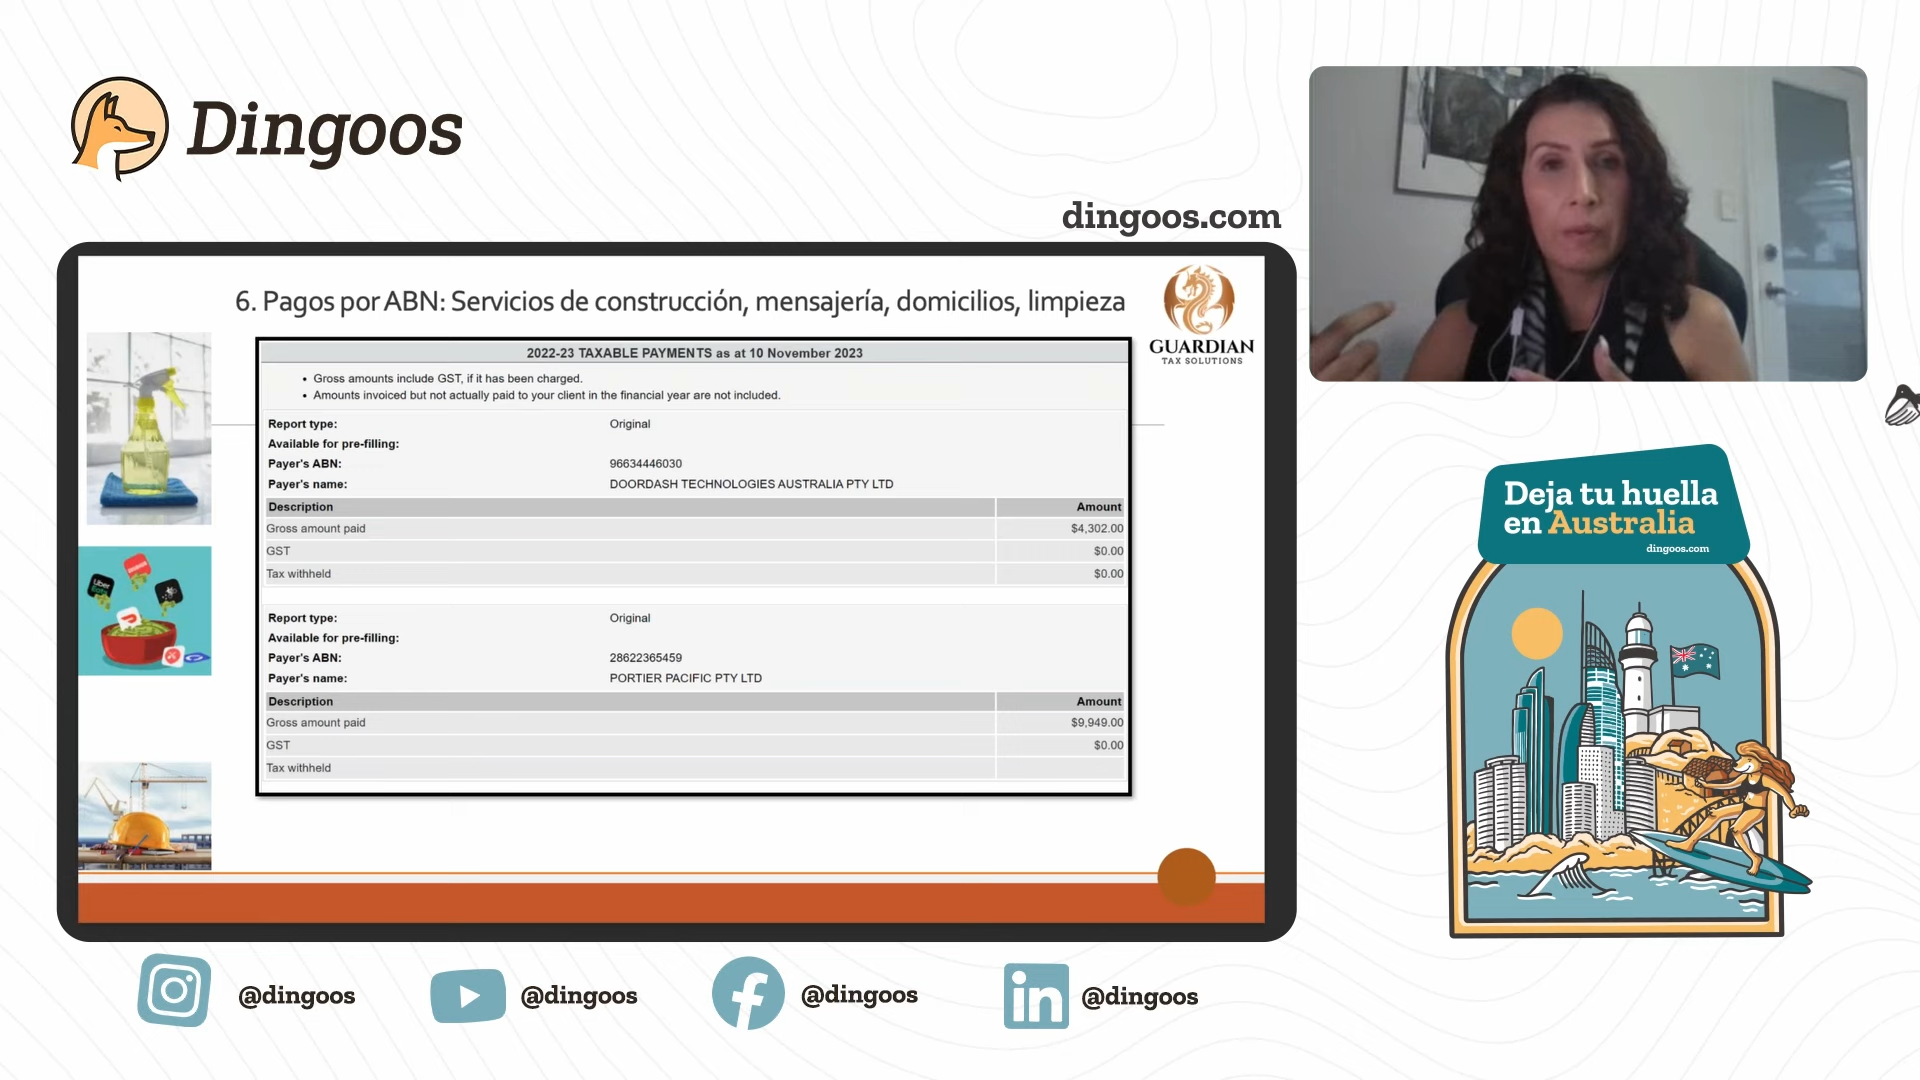 Dingoos
dingoos.com
6. Pagos por ABN: Servicios de construcción, mensajería, domicilios, limpieza
GUARDIAN
TAX SOLUTIONS
2022-23 TAXABLE PAYMENTS as at 10 November 2023
• Gross amounts include GST, if it has been charged.
• Amounts invoiced but not actually paid to your client in the financial year are not included.
Report type: Original
Available for pre-filling:
Payer's ABN: 96634446030
Payer's name: DOORDASH TECHNOLOGIES AUSTRALIA PTY LTD
Description Amount
Gross amount paid $4,302.00
GST $0.00
Tax withheld $0.00
Report type: Original
Available for pre-filling:
Payer's ABN: 28622365459
Payer's name: PORTIER PACIFIC PTY LTD
Description Amount
Gross amount paid $9,949.00
GST $0.00
Tax withheld
Uber
Eats
Deja tu huella
en Australia
dingoos.com
@dingoos
@dingoos
@dingoos
in @dingoos